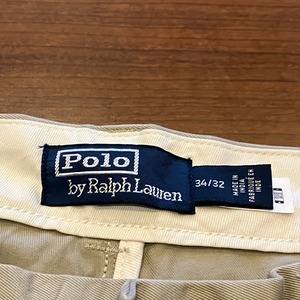 Polo
by Ralph Lauren
34/32
MADE IN
INDIA
FABRIQUÉ EN
INDE